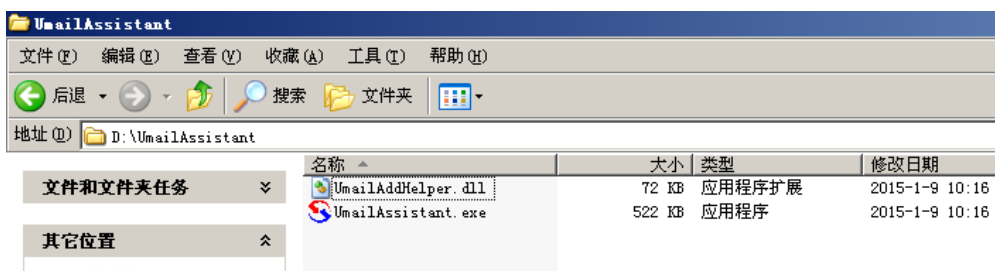 UmailAssistant
文件(F) 编辑(E) 查看(V) 收藏(A) 工具(T) 帮助(H)
后退 搜索 文件夹
地址(D) D:\UmailAssistant
名称 大小 类型 修改日期
文件和文件夹任务
UmailAddHelper.dll 72 KB 应用程序扩展 2015-1-9 10:16
UmailAssistant.exe 522 KB 应用程序 2015-1-9 10:16
其它位置